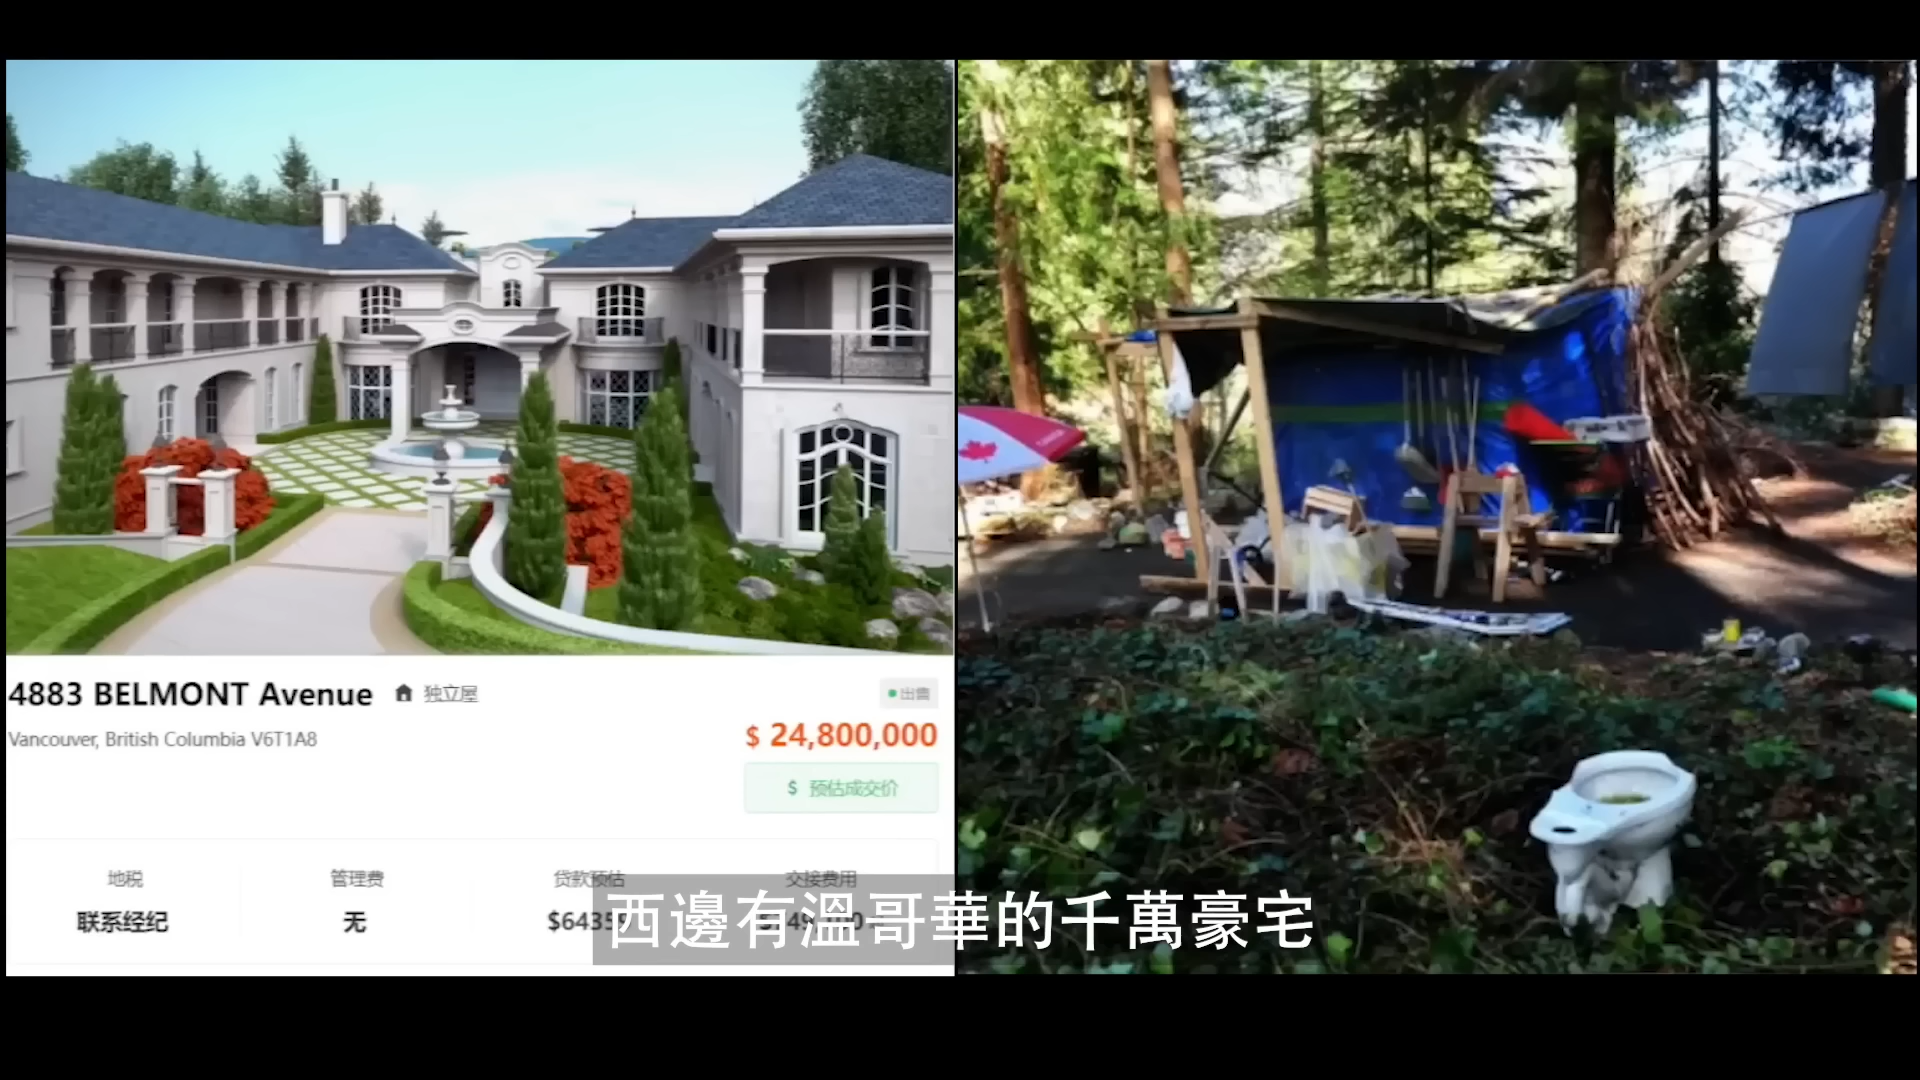 4883 BELMONT Avenue
独立屋
出售
Vancouver, British Columbia V6T1A8
$ 24,800,000
$ 预估成交价
地税
管理费
贷款预估
交接费用
联系经纪
无
西邊有溫哥華的千萬豪宅